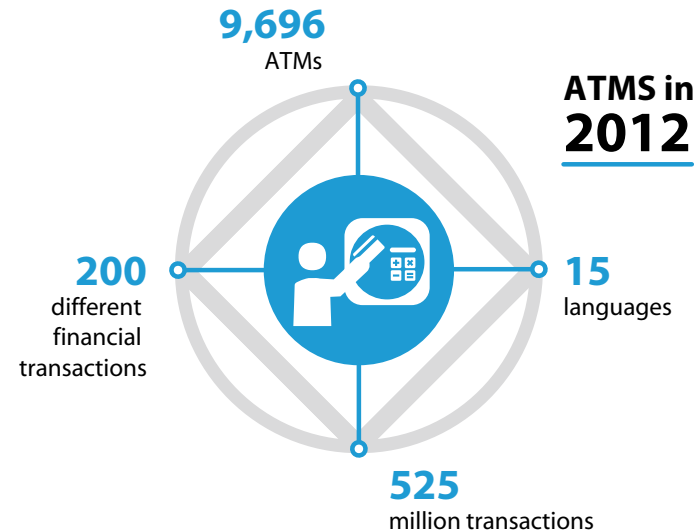 9,696
ATMs
ATMS in
2012
200
different
financial
transactions
15
languages
525
million transactions